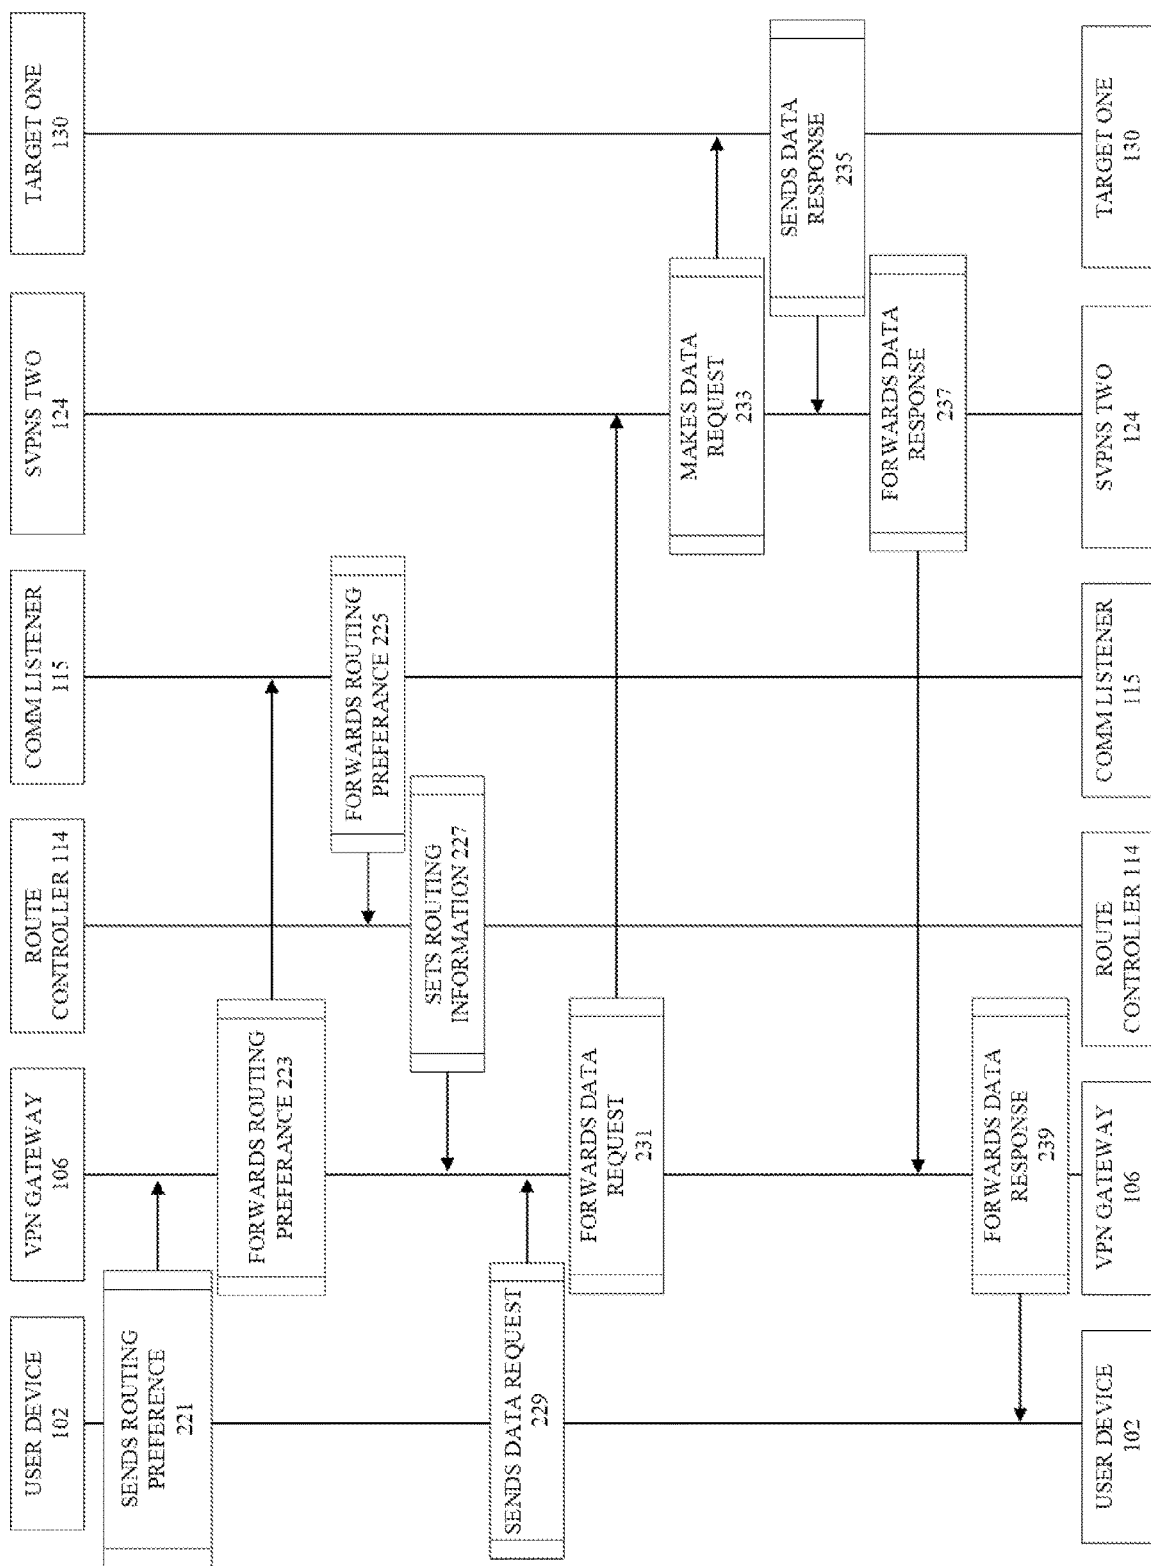 USER DEVICE
102
VPN GATEWAY
106
ROUTE
CONTROLLER 114
COMM LISTENER
115
SVPNS TWO
124
TARGET ONE
130
SENDS ROUTING
PREFERENCE
221
FORWARDS ROUTING
PREFERANCE 223
FORWARDS ROUTING
PREFERANCE 225
SETS ROUTING
INFORMATION 227
SENDS DATA REQUEST
229
FORWARDS DATA
REQUEST
231
MAKES DATA
REQUEST
233
SENDS DATA
RESPONSE
235
FORWARDS DATA
RESPONSE
237
FORWARDS DATA
RESPONSE
239
USER DEVICE
102
VPN GATEWAY
106
ROUTE
CONTROLLER 114
COMM LISTENER
115
SVPNS TWO
124
TARGET ONE
130